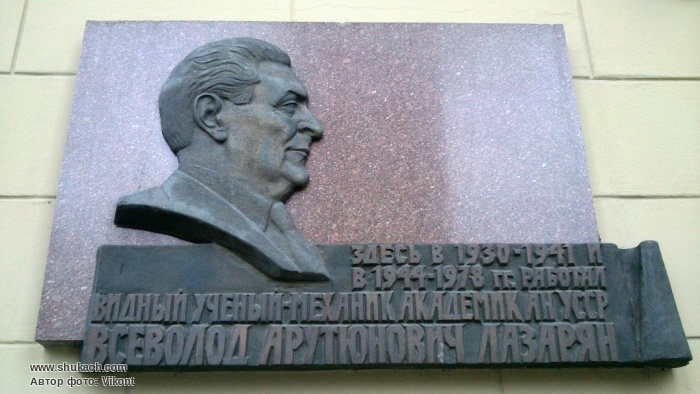 ЗДЕСЬ В 1930-1941 И
В 1944-1978 ГГ. РАБОТАЛ
ВИДНЫЙ УЧЕНЫЙ-МЕХАНИК АКАДЕМИК АН УССР
ВСЕВОЛОД АРУТЮНОВИЧ ЛАЗАРЯН
www.shukach.com
Автор фото: Vikont